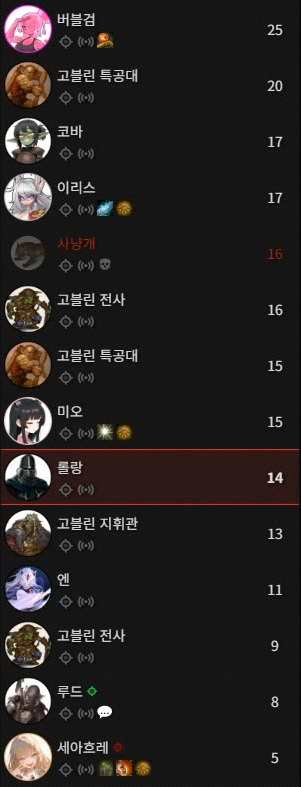 버블검 25
고블린 특공대 20
코바 17
이리스 17
사냥개 16
고블린 전사 16
고블린 특공대 15
미오 15
롤랑 14
고블린 지휘관 13
엔 11
고블린 전사 9
루드 8
세아흐레 5